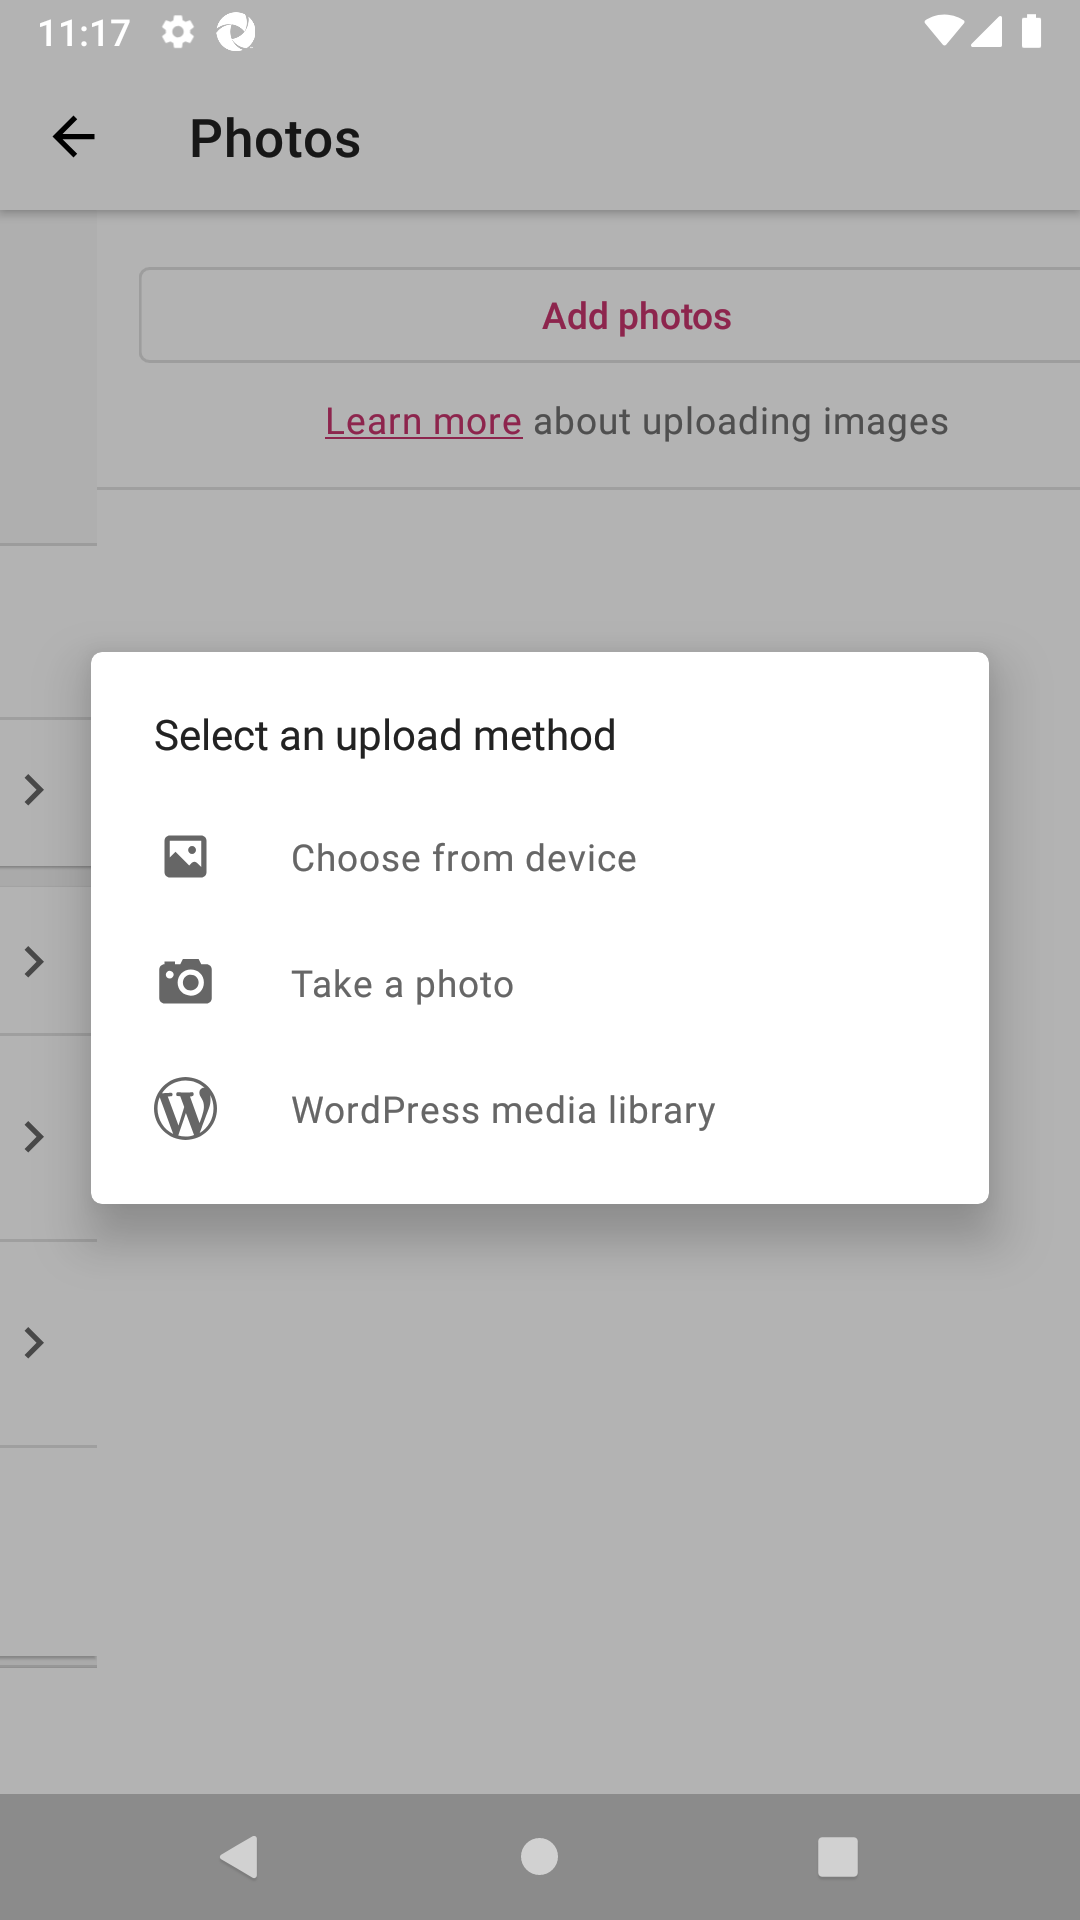 11:17
Photos
Add photos
Learn more about uploading images
Select an upload method
Choose from device
Take a photo
WordPress media library